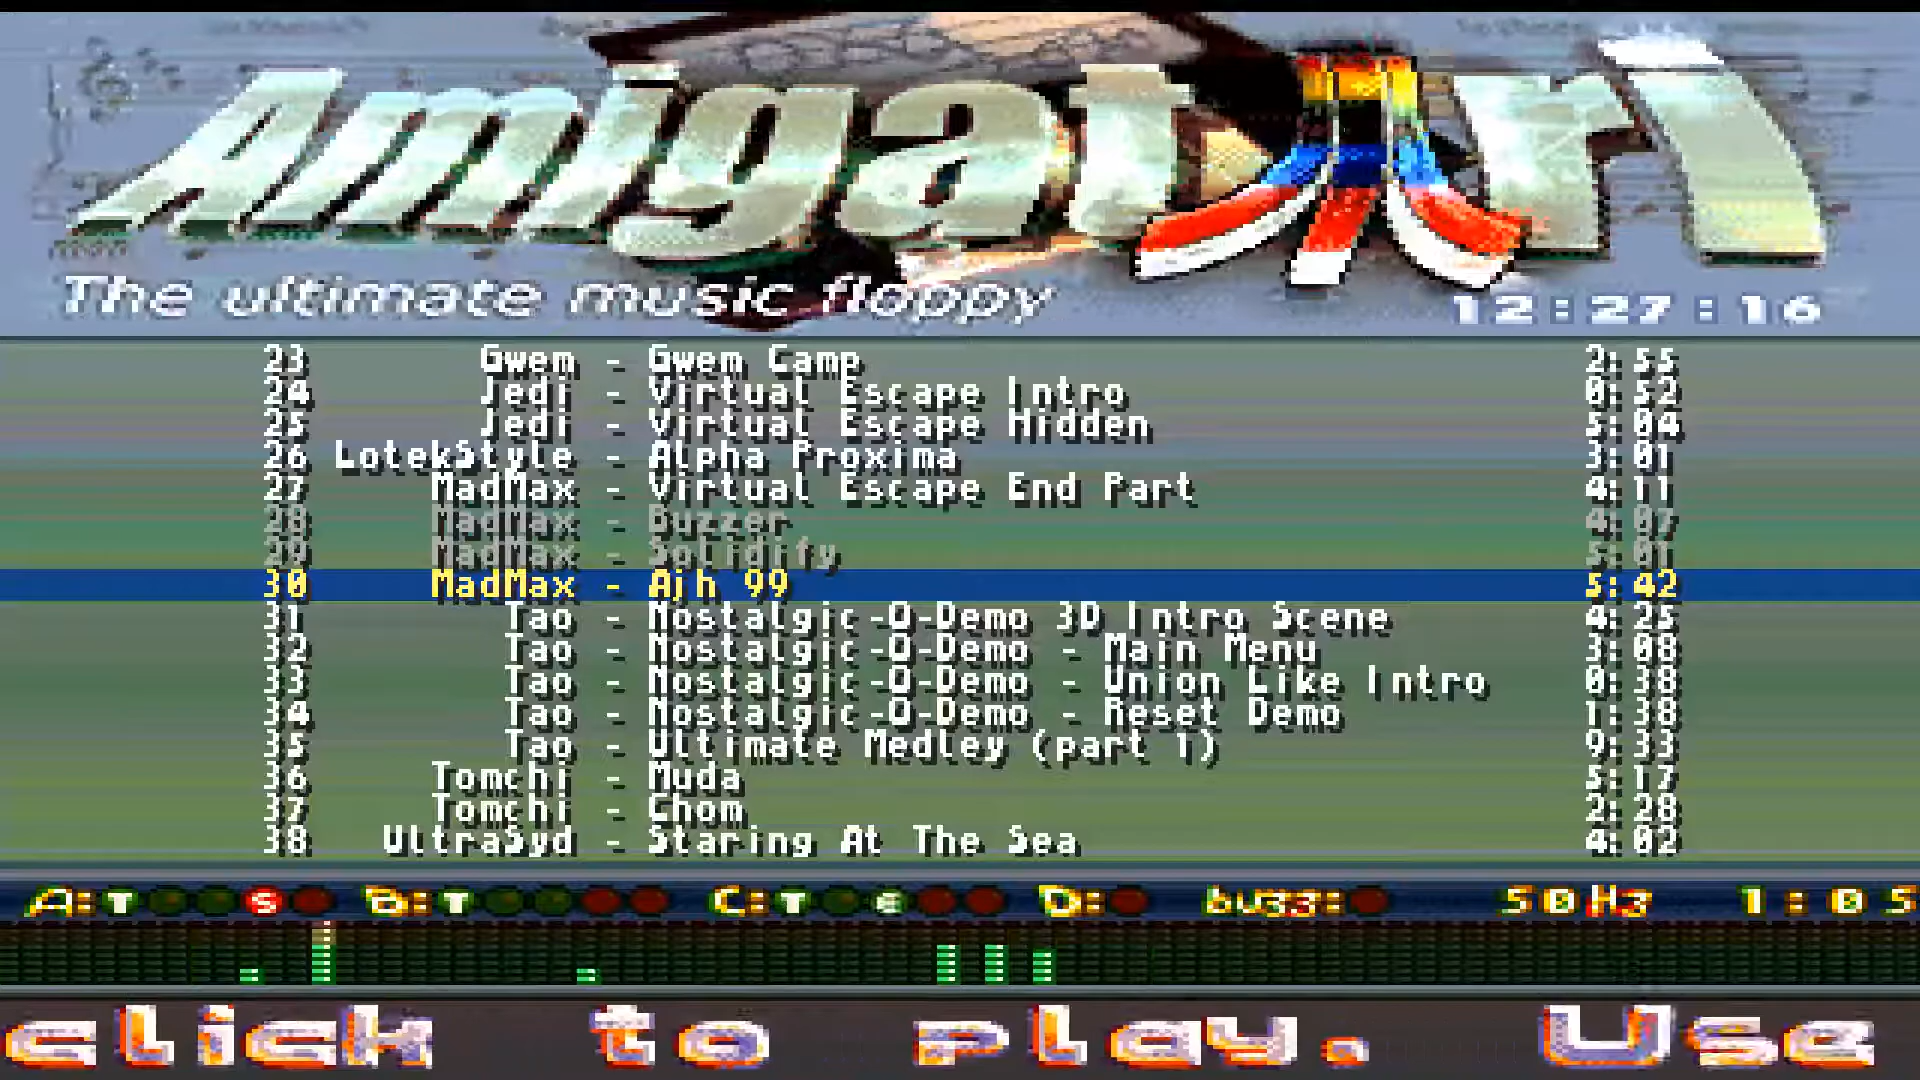 Amigatari
The ultimate music floppy
12:27:16
23 Gwem - Gwem Camp 2:55
24 Jedi - Virtual Escape Intro 0:52
25 Jedi - Virtual Escape Hidden 5:04
26 LotekStyle - Alpha Proxima 3:01
27 MadMax - Virtual Escape End Part 4:11
28 MadMax - Buzzer 4:07
29 MadMax - Solidify 5:01
30 MadMax - Ajh 99 5:42
31 Tao - Nostalgic-O-Demo 3D Intro Scene 4:25
32 Tao - Nostalgic-O-Demo - Main Menu 3:08
33 Tao - Nostalgic-O-Demo - Union Like Intro 0:38
34 Tao - Nostalgic-O-Demo - Reset Demo 1:38
35 Tao - Ultimate Medley (part 1) 9:33
36 Tomchi - Muda 5:17
37 Tomchi - Chom 2:28
38 UltraSyd - Staring At The Sea 4:02
A:T S B:T C:T E D: buzz: 50Hz 1:05
click to play. Use